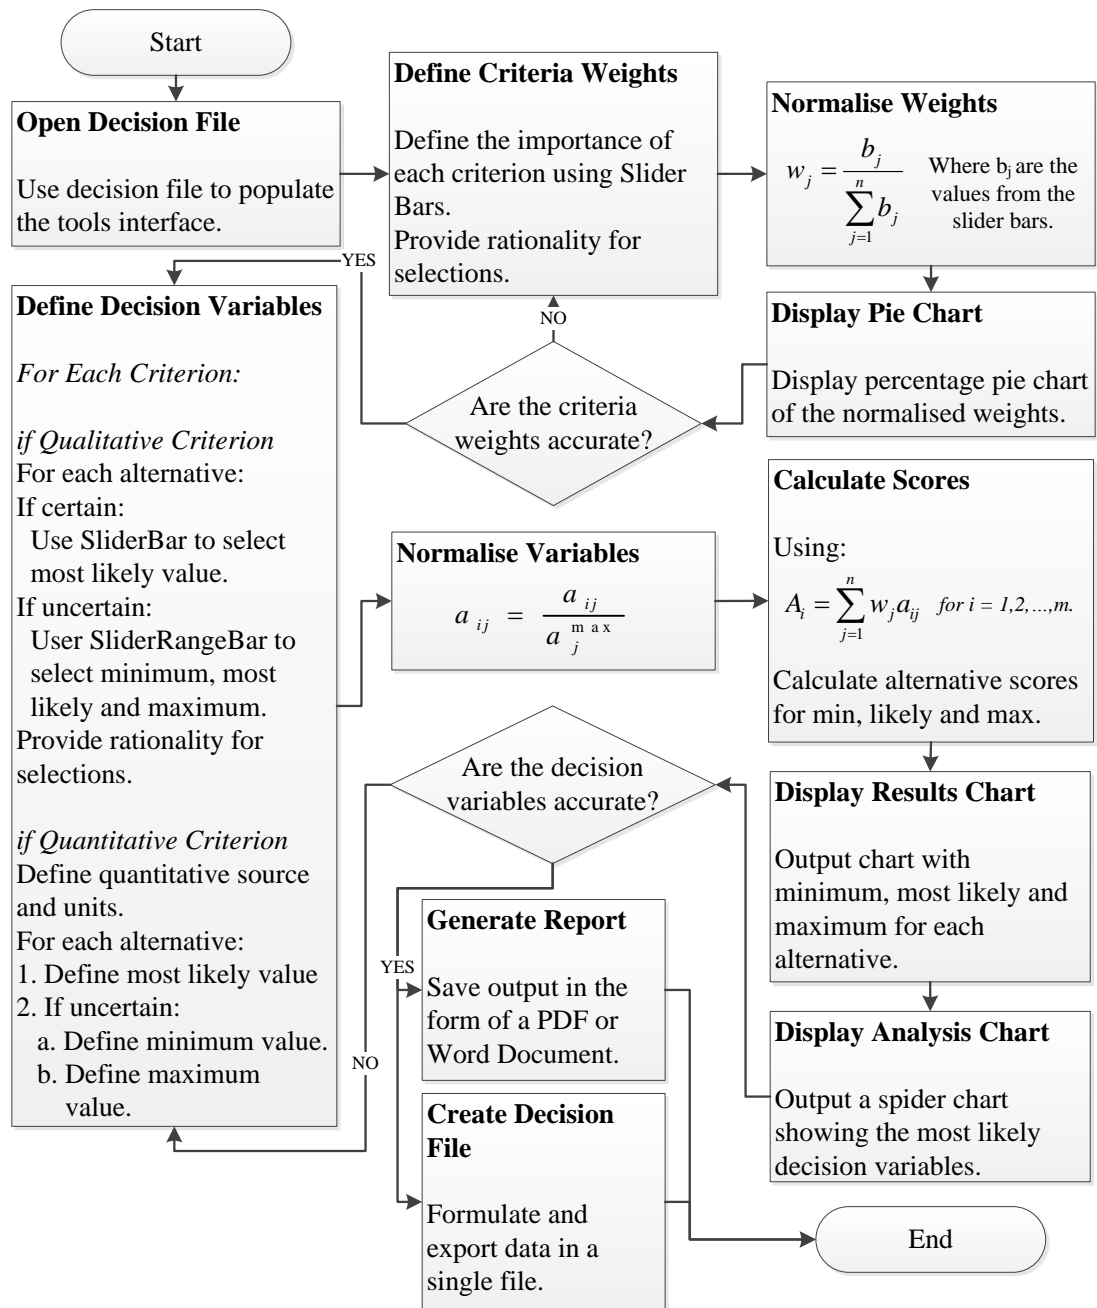 Start
Open Decision File
Use decision file to populate
the tools interface.
Define Criteria Weights
Define the importance of
each criterion using Slider
Bars.
Provide rationality for
selections.
Normalise Weights
w_j = b_j / ∑_{j=1}^{n} b_j
Where b_j are the
values from the
slider bars.
Display Pie Chart
Display percentage pie chart
of the normalised weights.
Are the criteria
weights accurate?
NO
YES
Define Decision Variables
For Each Criterion:
if Qualitative Criterion
For each alternative:
If certain:
Use SliderBar to select
most likely value.
If uncertain:
User SliderRangeBar to
select minimum, most
likely and maximum.
Provide rationality for
selections.
if Quantitative Criterion
Define quantitative source
and units.
For each alternative:
1. Define most likely value
2. If uncertain:
a. Define minimum value.
b. Define maximum
value.
Normalise Variables
a_{ij} = a_{ij} / a_j^{max}
Calculate Scores
Using:
A_i = ∑_{j=1}^{n} w_j a_{ij} for i = 1,2,...,m.
Calculate alternative scores
for min, likely and max.
Display Results Chart
Output chart with
minimum, most likely and
maximum for each
alternative.
Display Analysis Chart
Output a spider chart
showing the most likely
decision variables.
Are the decision
variables accurate?
YES
NO
Generate Report
Save output in the
form of a PDF or
Word Document.
Create Decision
File
Formulate and
export data in a
single file.
End